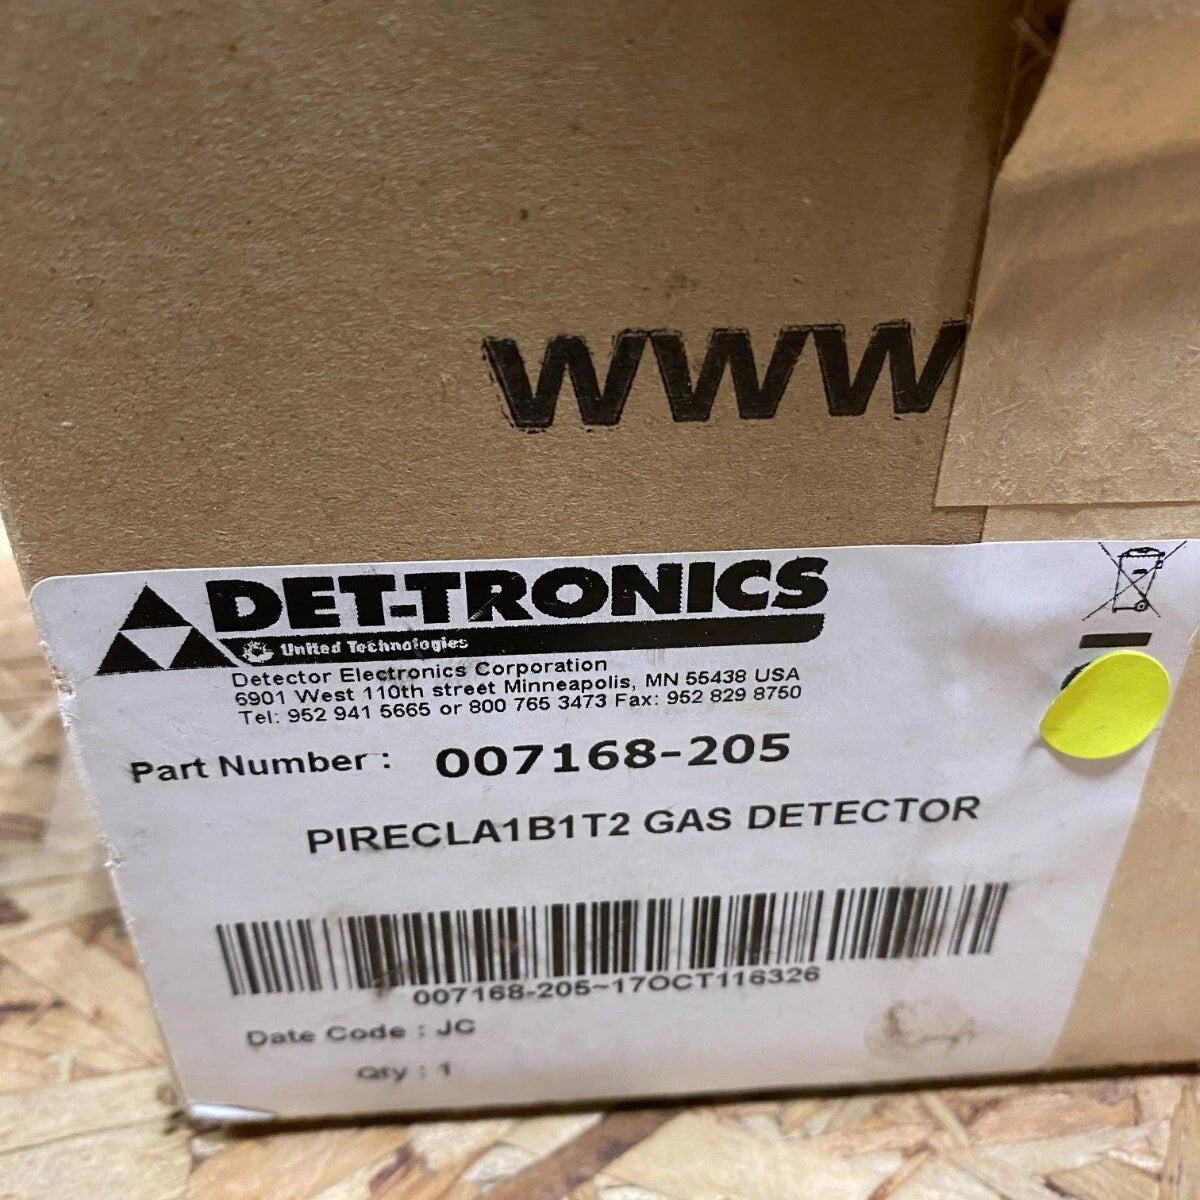 www
DET-TRONICS
United Technologies
Detector Electronics Corporation
6901 West 110th street Minneapolis, MN 55438 USA
Tel: 952 941 5665 or 800 765 3473 Fax: 952 829 8750
Part Number : 007168-205
PIRECLA1B1T2 GAS DETECTOR
007168-205~17OCT116326
Date Code : JC
Qty : 1